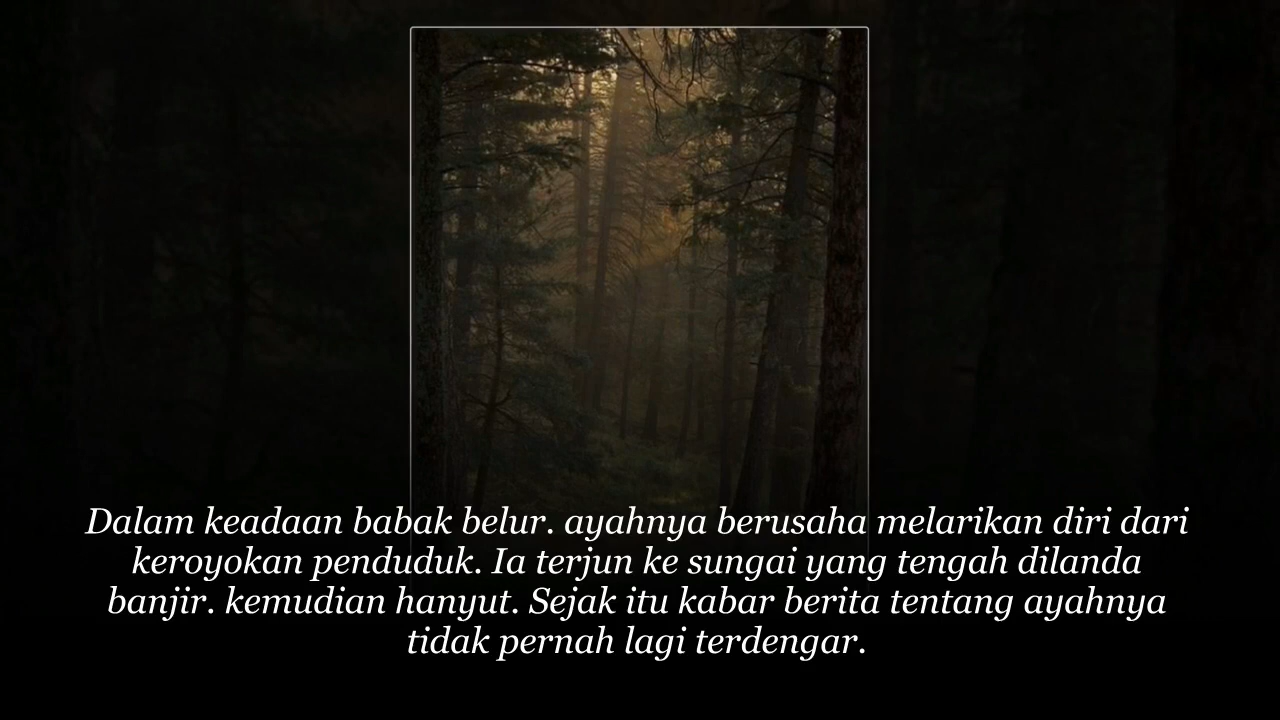 Dalam keadaan babak belur. ayahnya berusaha melarikan diri dari
keroyokan penduduk. Ia terjun ke sungai yang tengah dilanda
banjir. kemudian hanyut. Sejak itu kabar berita tentang ayahnya
tidak pernah lagi terdengar.